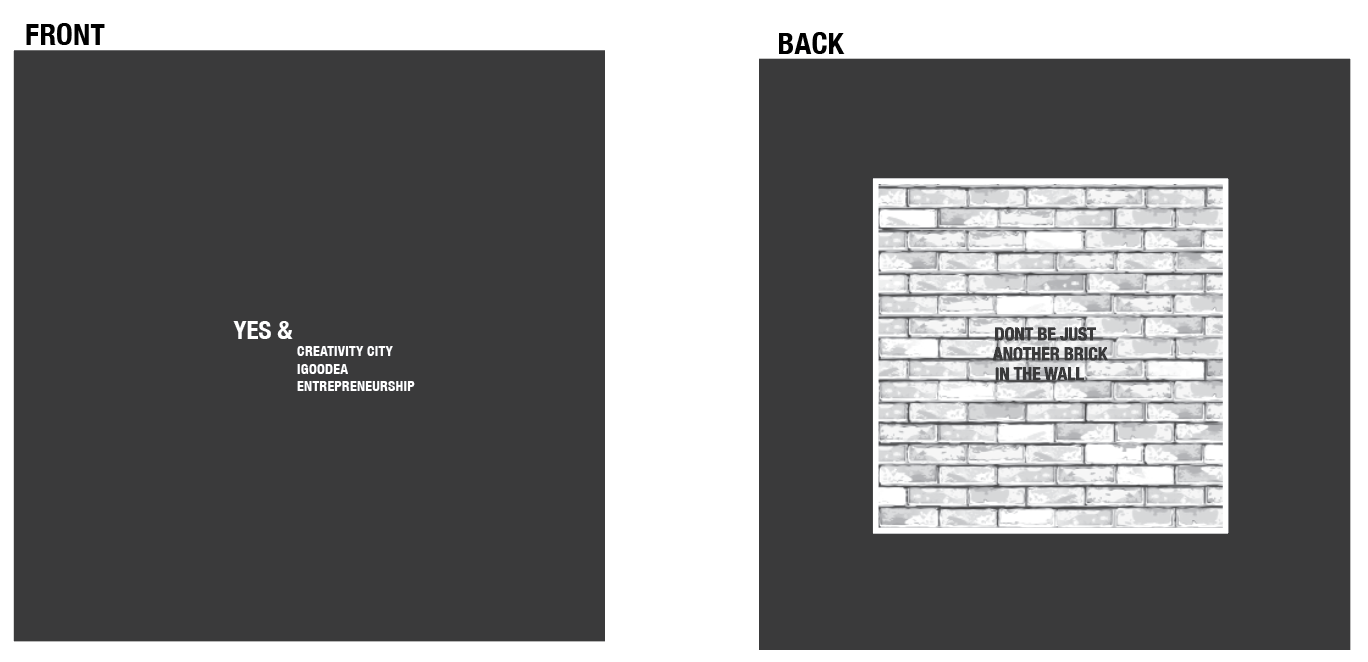 FRONT
YES &
CREATIVITY CITY
IGOODEA
ENTREPRENEURSHIP
BACK
DONT BE JUST
ANOTHER BRICK
IN THE WALL